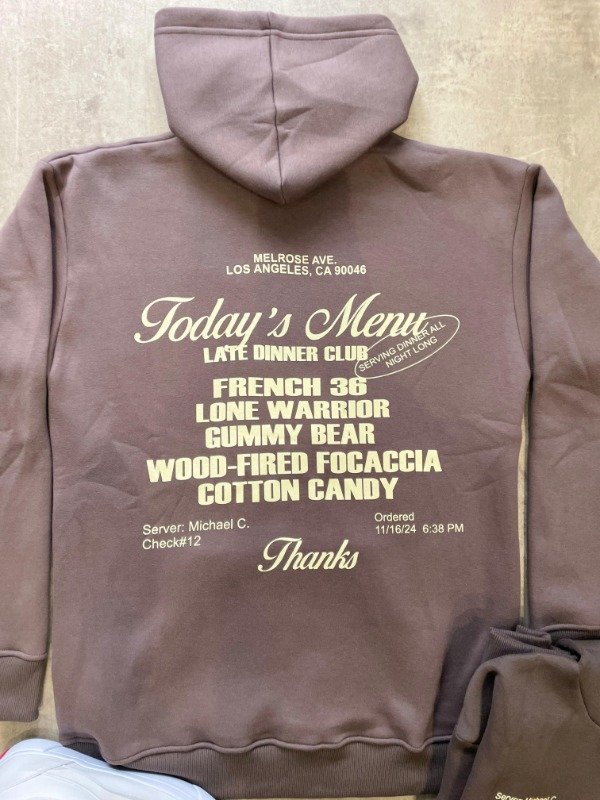 MELROSE AVE.
LOS ANGELES, CA 90046
Today's Menu
LATE DINNER CLUB
SERVING DINNER ALL
NIGHT LONG
FRENCH 36
LONE WARRIOR
GUMMY BEAR
WOOD-FIRED FOCACCIA
COTTON CANDY
Server: Michael C.
Check#12
Ordered
11/16/24 6:38 PM
Thanks
Server: Michael C.